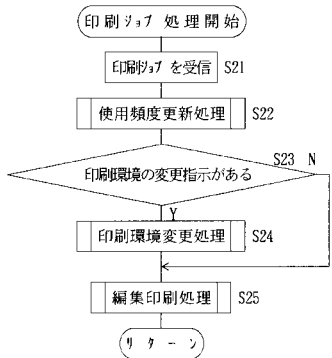 印刷ｼﾞｮﾌﾞ処理開始
印刷ｼﾞｮﾌﾞを受信 S21
使用頻度更新処理 S22
S23 N
印刷環境の変更指示がある
Y
印刷環境変更処理 S24
編集印刷処理 S25
ﾘﾀｰﾝ